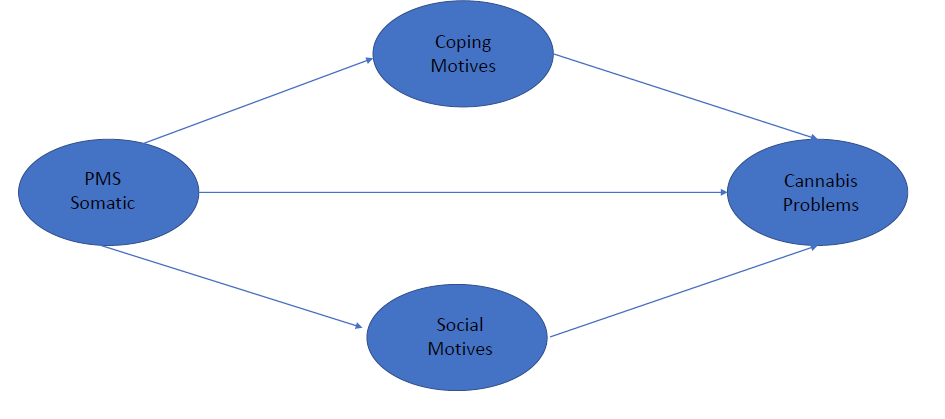 Coping
Motives
PMS
Somatic
Cannabis
Problems
Social
Motives